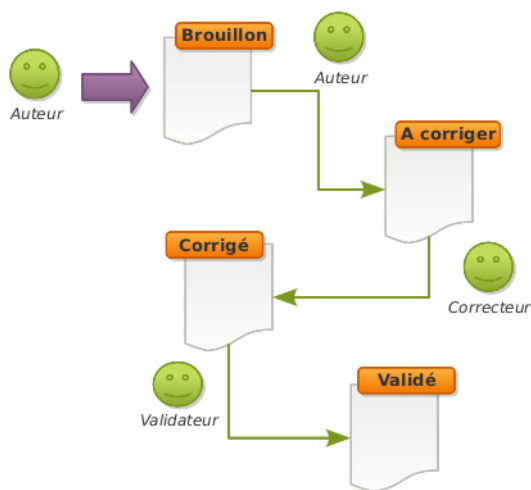 Brouillon
Auteur
Auteur
A corriger
Corrigé
Correcteur
Validateur
Validé